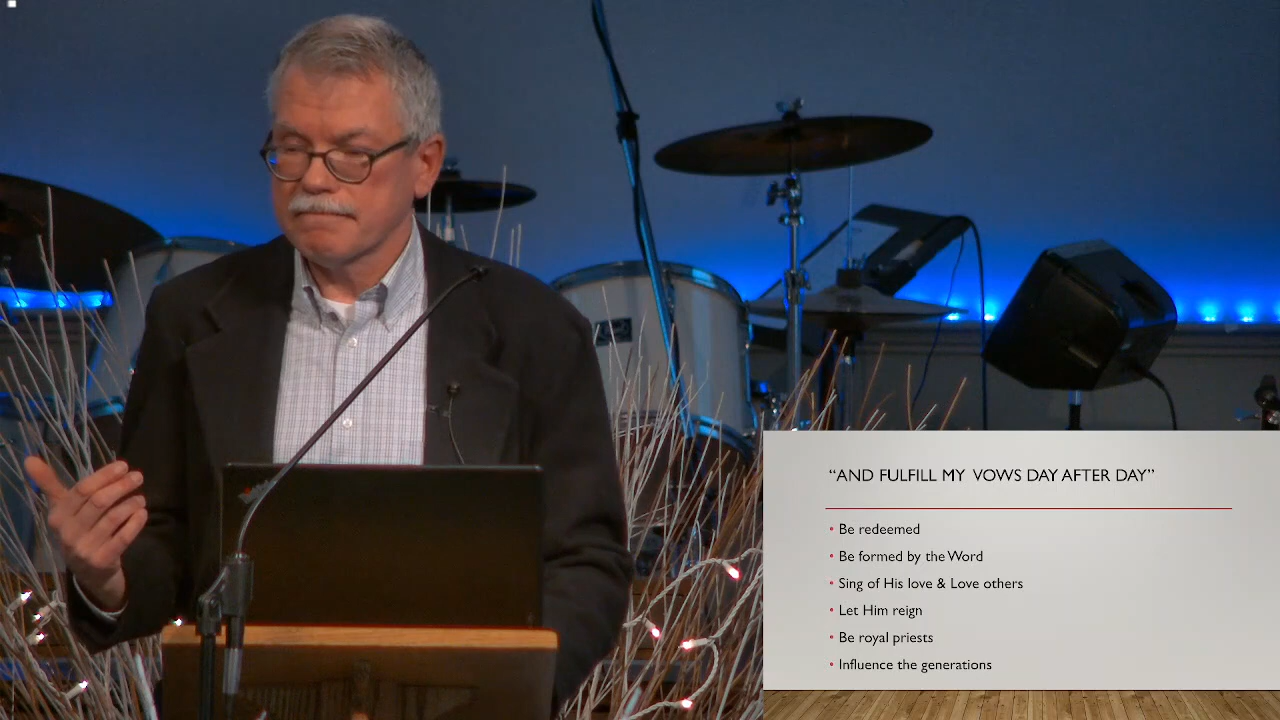 “AND FULFILL MY VOWS DAY AFTER DAY”
• Be redeemed
• Be formed by the Word
• Sing of His love & Love others
• Let Him reign
• Be royal priests
• Influence the generations